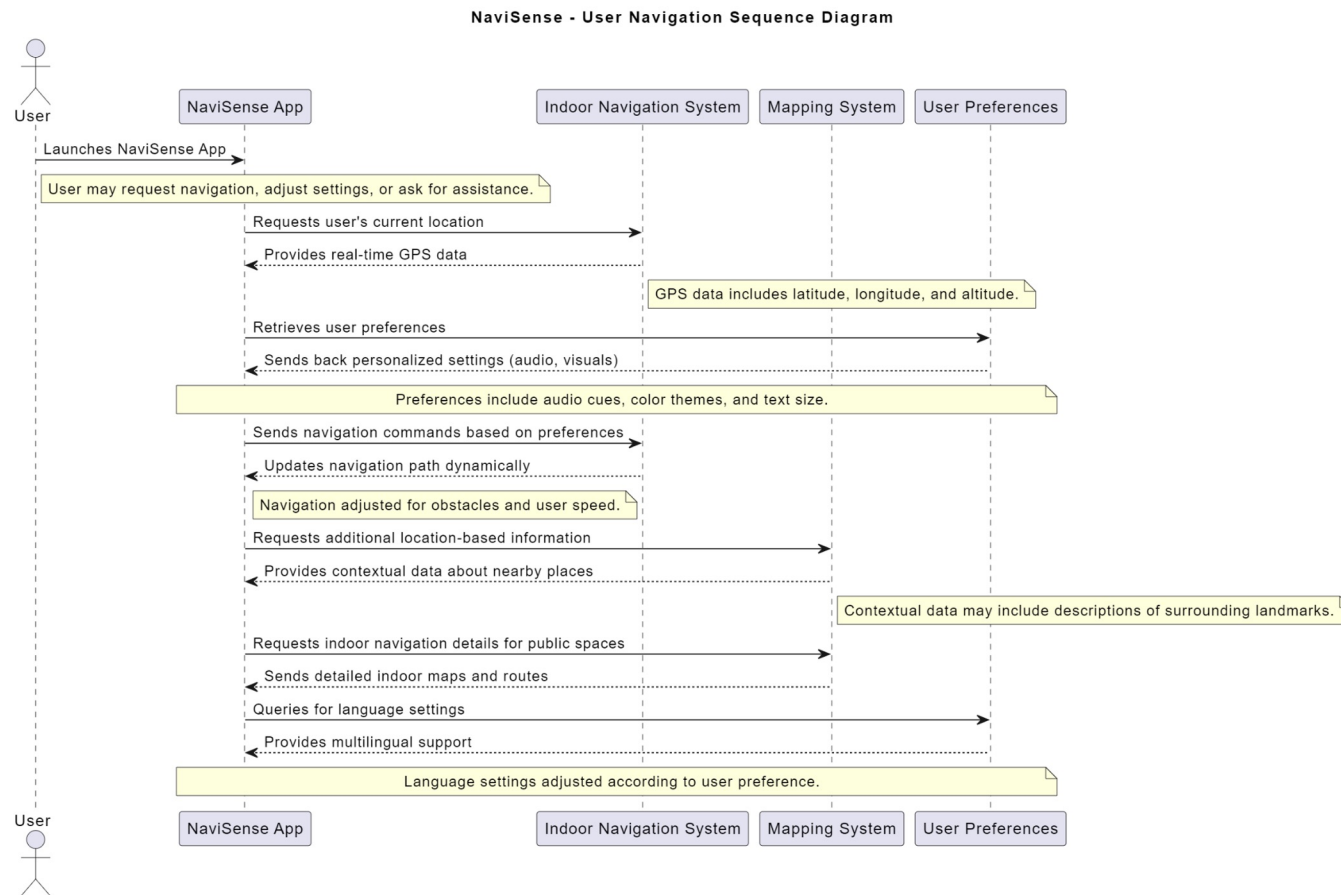 NaviSense - User Navigation Sequence Diagram
User
NaviSense App
Indoor Navigation System
Mapping System
User Preferences
Launches NaviSense App
User may request navigation, adjust settings, or ask for assistance.
Requests user's current location
Provides real-time GPS data
GPS data includes latitude, longitude, and altitude.
Retrieves user preferences
Sends back personalized settings (audio, visuals)
Preferences include audio cues, color themes, and text size.
Sends navigation commands based on preferences
Updates navigation path dynamically
Navigation adjusted for obstacles and user speed.
Requests additional location-based information
Provides contextual data about nearby places
Contextual data may include descriptions of surrounding landmarks.
Requests indoor navigation details for public spaces
Sends detailed indoor maps and routes
Queries for language settings
Provides multilingual support
Language settings adjusted according to user preference.
User
NaviSense App
Indoor Navigation System
Mapping System
User Preferences